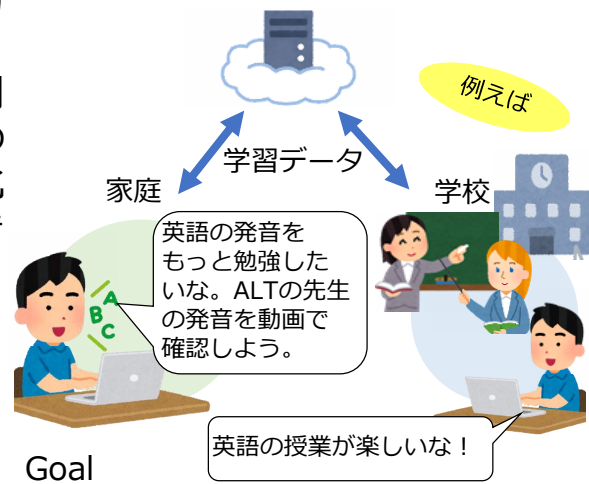 例えば
学習データ
家庭
学校
英語の発音を
もっと勉強した
いな。ALTの先生
の発音を動画で
確認しよう。
A
B
C
英語の授業が楽しいな！
Goal